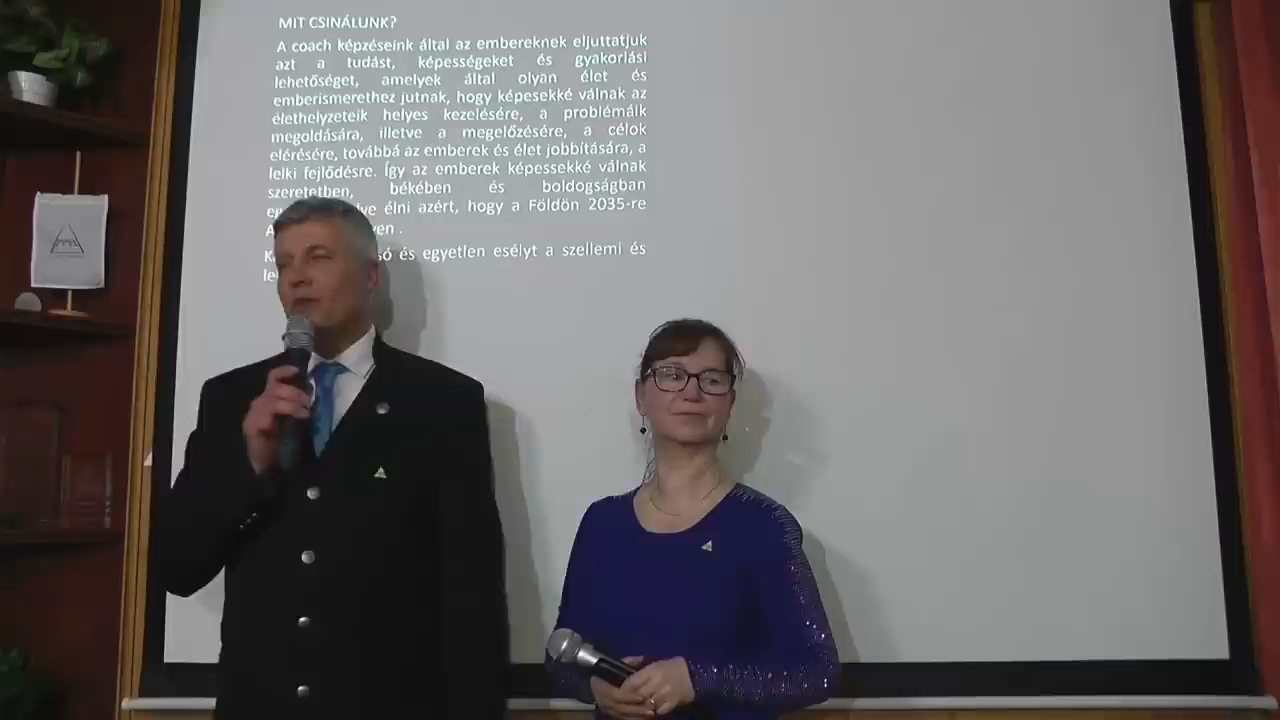 MIT CSINÁLUNK?
A coach képzéseink által az embereknek eljuttatjuk
azt a tudást, képességeket és gyakorlási
lehetőséget, amelyek által olyan élet és
emberismerethez jutnak, hogy képesekké válnak az
élethelyzeteik helyes kezelésére, a problémáik
megoldására, illetve a megelőzésére, a célok
elérésére, továbbá az emberek és élet jobbítására, a
lelki fejlődésre. Így az emberek képessekké válnak
szeretetben, békében és boldogságban
élni azért, hogy a Földön 2035-re
és egyetlen esélyt a szellemi és